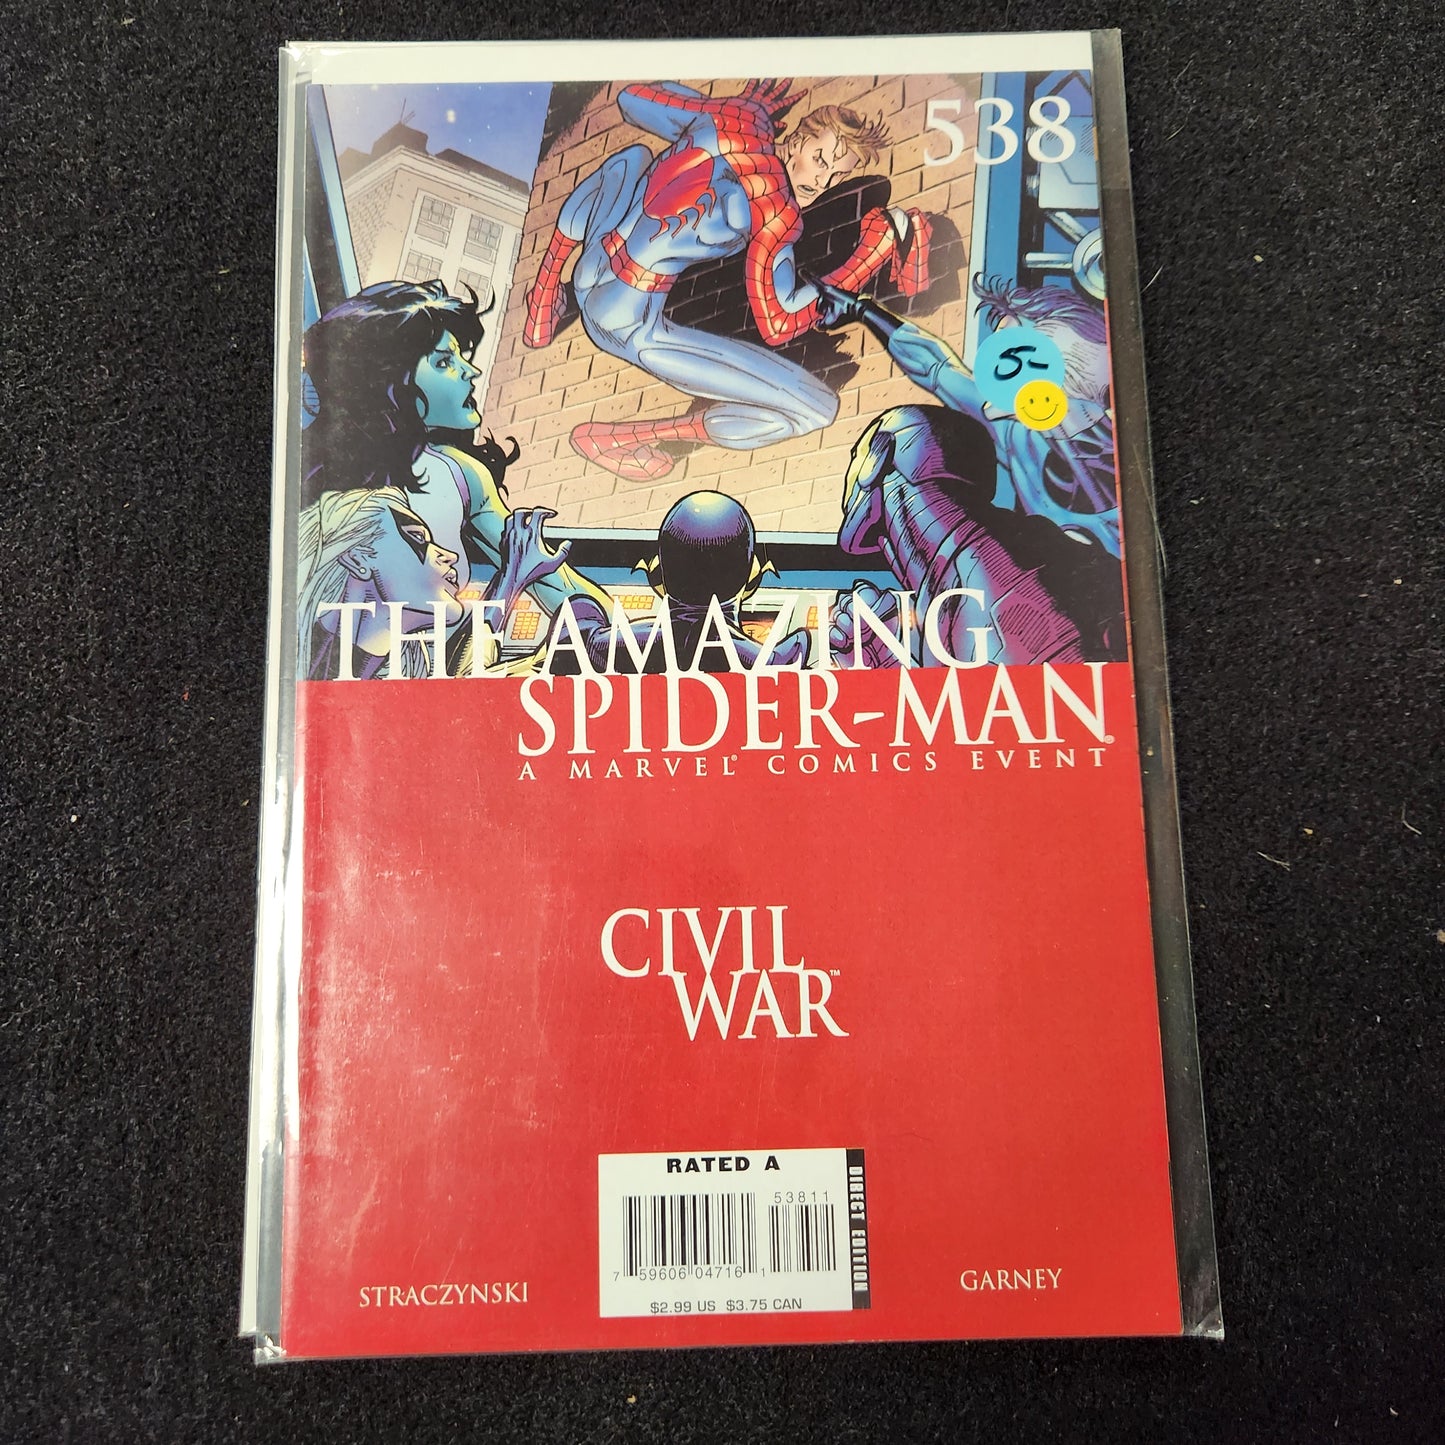 538
5-
THE AMAZING
SPIDER-MAN®
A MARVEL® COMICS EVENT
CIVIL
WAR™
RATED A
53811
7 59606 04716 1
DIRECT EDITION
$2.99 US $3.75 CAN
STRACZYNSKI
GARNEY